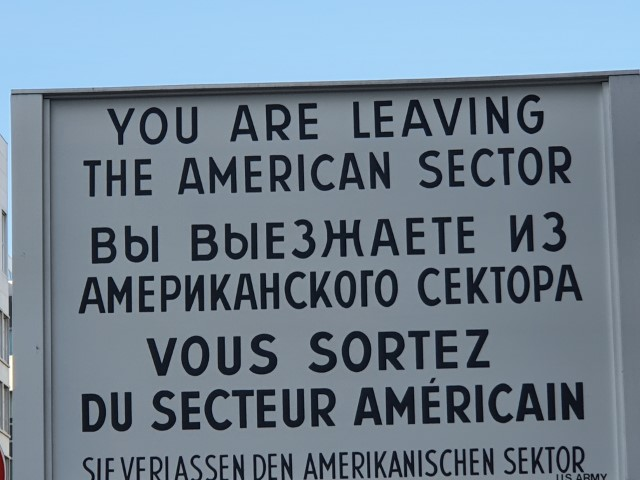 YOU ARE LEAVING
THE AMERICAN SECTOR
ВЫ ВЫЕЗЖАЕТЕ ИЗ
АМЕРИКАНСКОГО СЕКТОРА
VOUS SORTEZ
DU SECTEUR AMÉRICAIN
SIE VERLASSEN DEN AMERIKANISCHEN SEKTOR
US ARMY